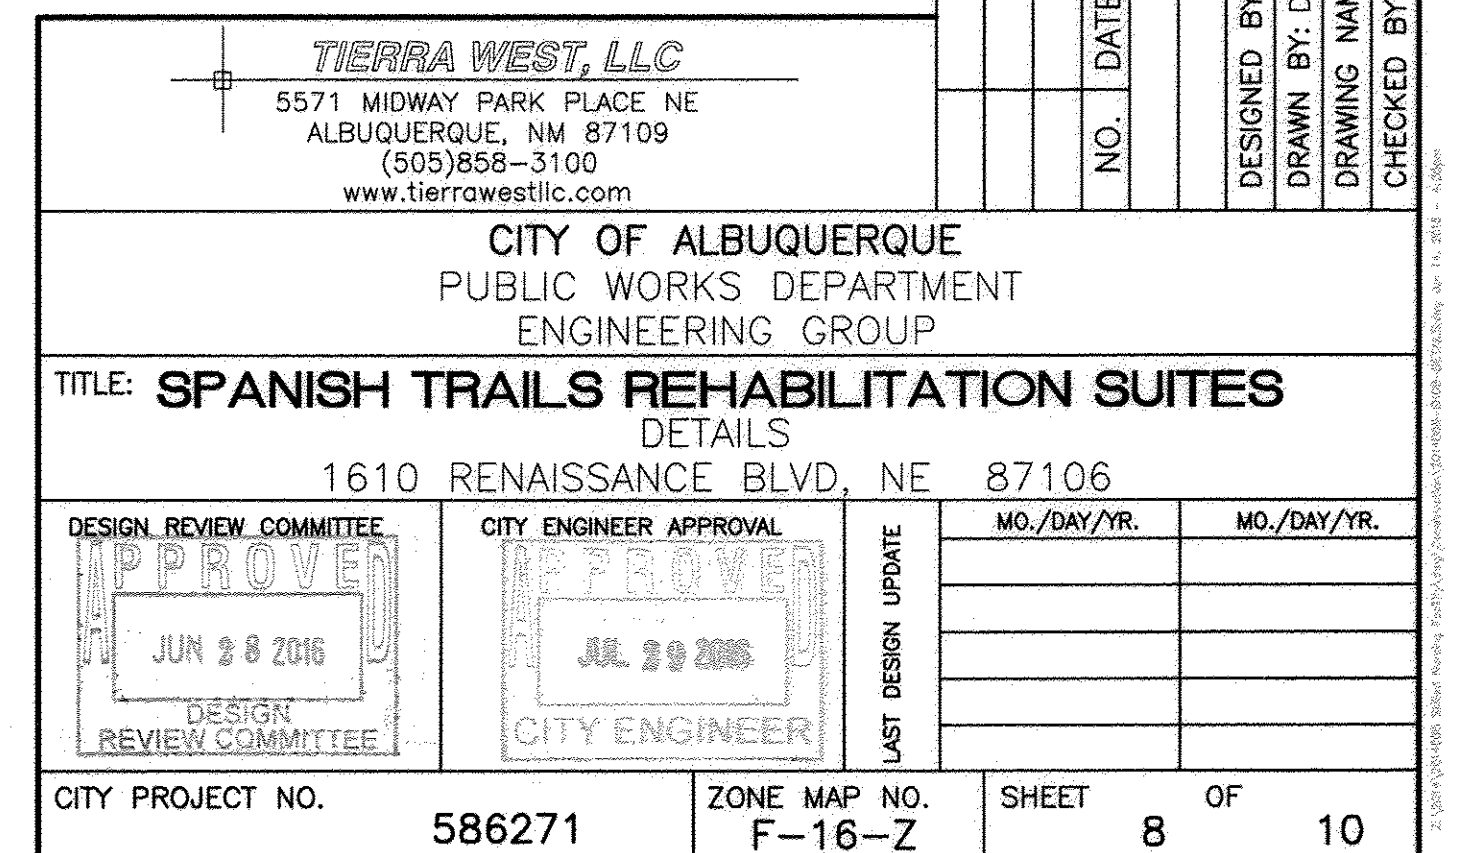 TIERRA WEST, LLC
5571 MIDWAY PARK PLACE NE
ALBUQUERQUE, NM 87109
(505)858-3100
www.tierrawestllc.com
NO. DATE
DESIGNED BY
DRAWN BY: D
DRAWING NAM
CHECKED BY
CITY OF ALBUQUERQUE
PUBLIC WORKS DEPARTMENT
ENGINEERING GROUP
TITLE: SPANISH TRAILS REHABILITATION SUITES
DETAILS
1610 RENAISSANCE BLVD, NE 87106
DESIGN REVIEW COMMITTEE
APPROVED
JUN 28 2016
DESIGN
REVIEW COMMITTEE
CITY ENGINEER APPROVAL
APPROVED
JUL 29 2016
CITY ENGINEER
LAST DESIGN UPDATE
MO./DAY/YR. MO./DAY/YR.
CITY PROJECT NO.
586271
ZONE MAP NO.
F-16-Z
SHEET OF
8 10